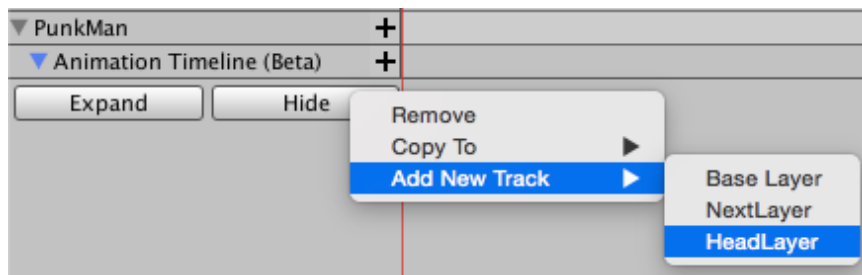 PunkMan +
Animation Timeline (Beta) +
Expand Hide
Remove
Copy To
Add New Track
Base Layer
NextLayer
HeadLayer